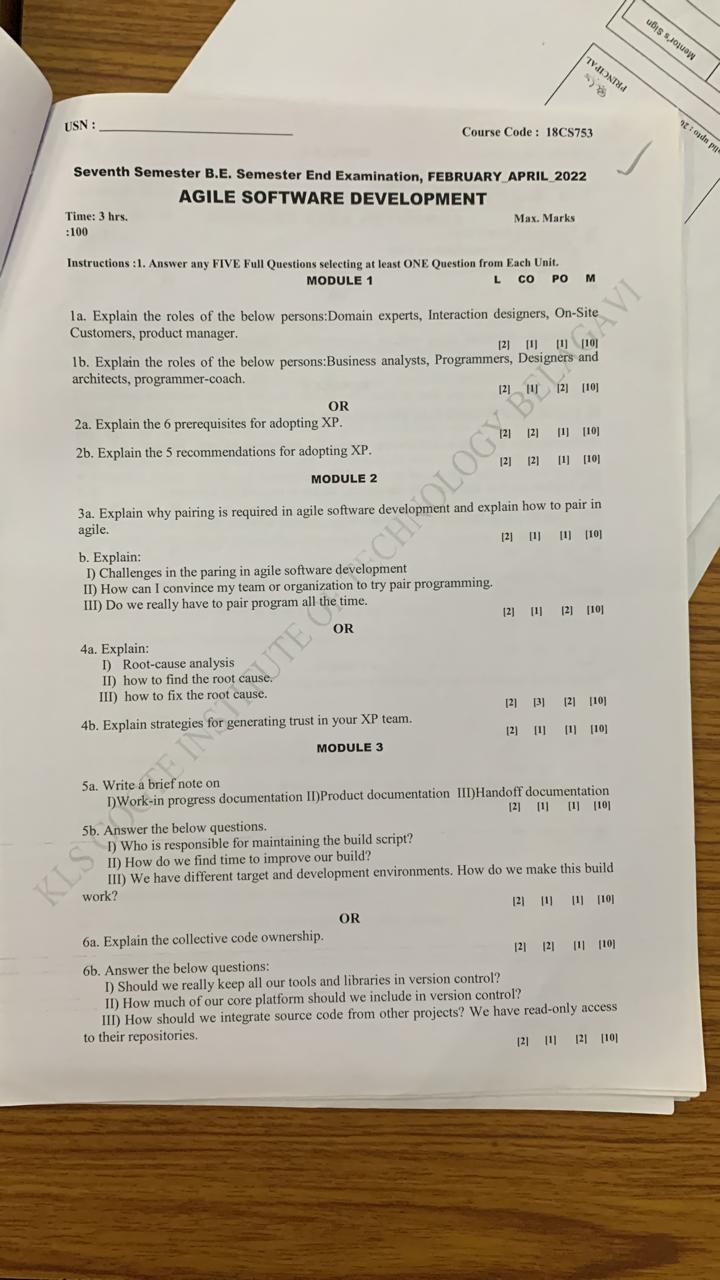 Mentor's Sign
PRINCIPAL
USN : ____________________
Course Code : 18CS753
Seventh Semester B.E. Semester End Examination, FEBRUARY_APRIL_2022
AGILE SOFTWARE DEVELOPMENT
Time: 3 hrs. Max. Marks
:100
Instructions :1. Answer any FIVE Full Questions selecting at least ONE Question from Each Unit.
MODULE 1 L CO PO M
1a. Explain the roles of the below persons:Domain experts, Interaction designers, On-Site
Customers, product manager.
[2] [1] [1] [10]
1b. Explain the roles of the below persons:Business analysts, Programmers, Designers and
architects, programmer-coach.
[2] [1] [2] [10]
OR
2a. Explain the 6 prerequisites for adopting XP.
[2] [2] [1] [10]
2b. Explain the 5 recommendations for adopting XP.
[2] [2] [1] [10]
MODULE 2
3a. Explain why pairing is required in agile software development and explain how to pair in
agile.
[2] [1] [1] [10]
b. Explain:
I) Challenges in the paring in agile software development
II) How can I convince my team or organization to try pair programming.
III) Do we really have to pair program all the time.
[2] [1] [2] [10]
OR
4a. Explain:
I) Root-cause analysis
II) how to find the root cause.
III) how to fix the root cause.
[2] [3] [2] [10]
4b. Explain strategies for generating trust in your XP team.
[2] [1] [1] [10]
MODULE 3
5a. Write a brief note on
I)Work-in progress documentation II)Product documentation III)Handoff documentation
[2] [1] [1] [10]
5b. Answer the below questions.
I) Who is responsible for maintaining the build script?
II) How do we find time to improve our build?
III) We have different target and development environments. How do we make this build
work?
[2] [1] [1] [10]
OR
6a. Explain the collective code ownership.
[2] [2] [1] [10]
6b. Answer the below questions:
I) Should we really keep all our tools and libraries in version control?
II) How much of our core platform should we include in version control?
III) How should we integrate source code from other projects? We have read-only access
to their repositories.
[2] [1] [2] [10]
KLS GOGTE INSTITUTE OF TECHNOLOGY BELAGAVI